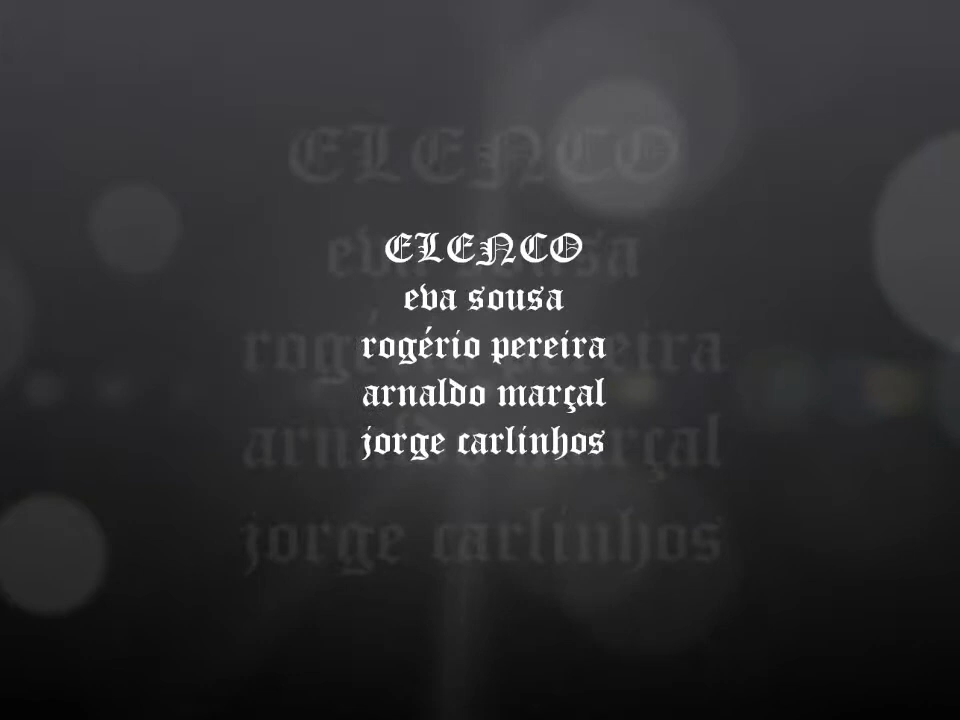 ELENCO
eva sousa
rogério pereira
arnaldo marçal
jorge carlinhos